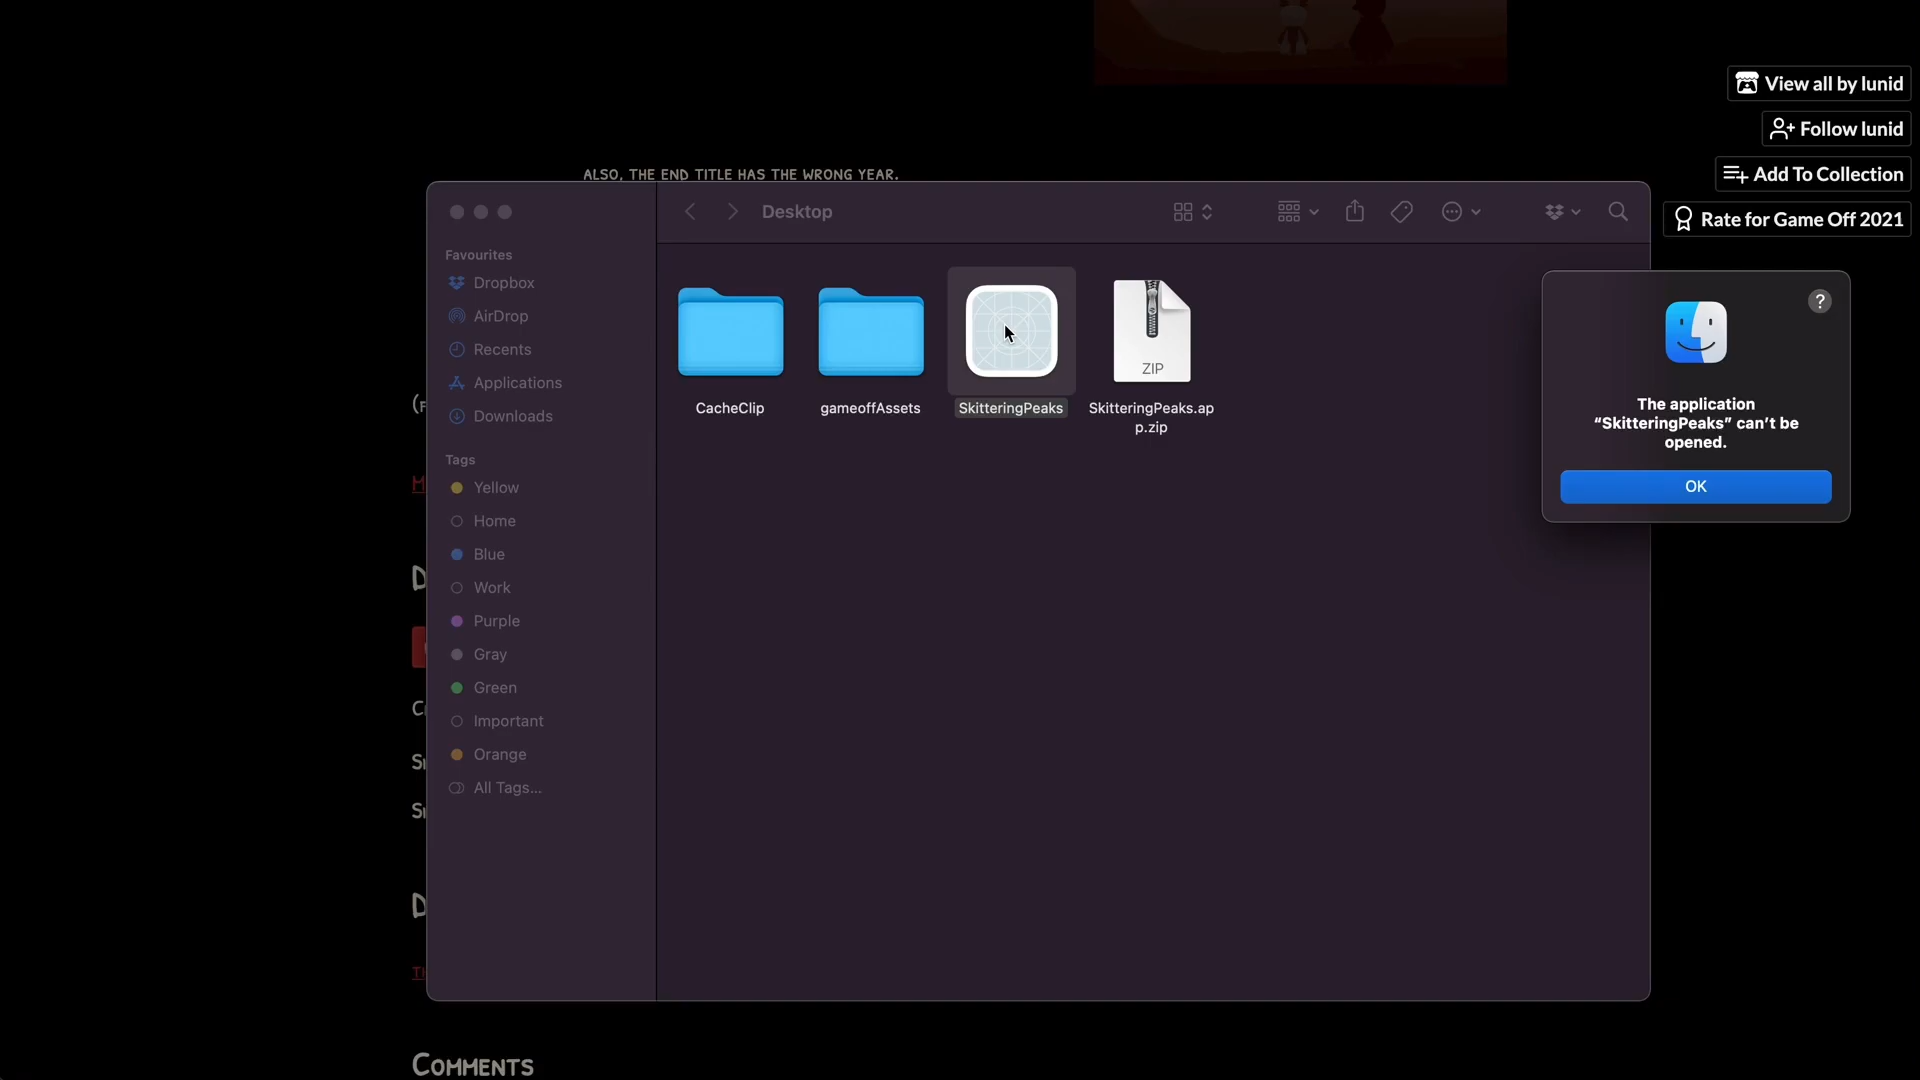 View all by lunid
Follow lunid
ALSO, THE END TITLE HAS THE WRONG YEAR.
Add To Collection
Desktop
Rate for Game Off 2021
Favourites
Dropbox
AirDrop
Recents
Applications
Downloads
Tags
Yellow
Home
Blue
Work
Purple
Gray
Green
Important
Orange
All Tags...
ZIP
CacheClip
gameoffAssets
SkitteringPeaks
SkitteringPeaks.ap
p.zip
?
The application
“SkitteringPeaks” can’t be
opened.
OK
COMMENTS